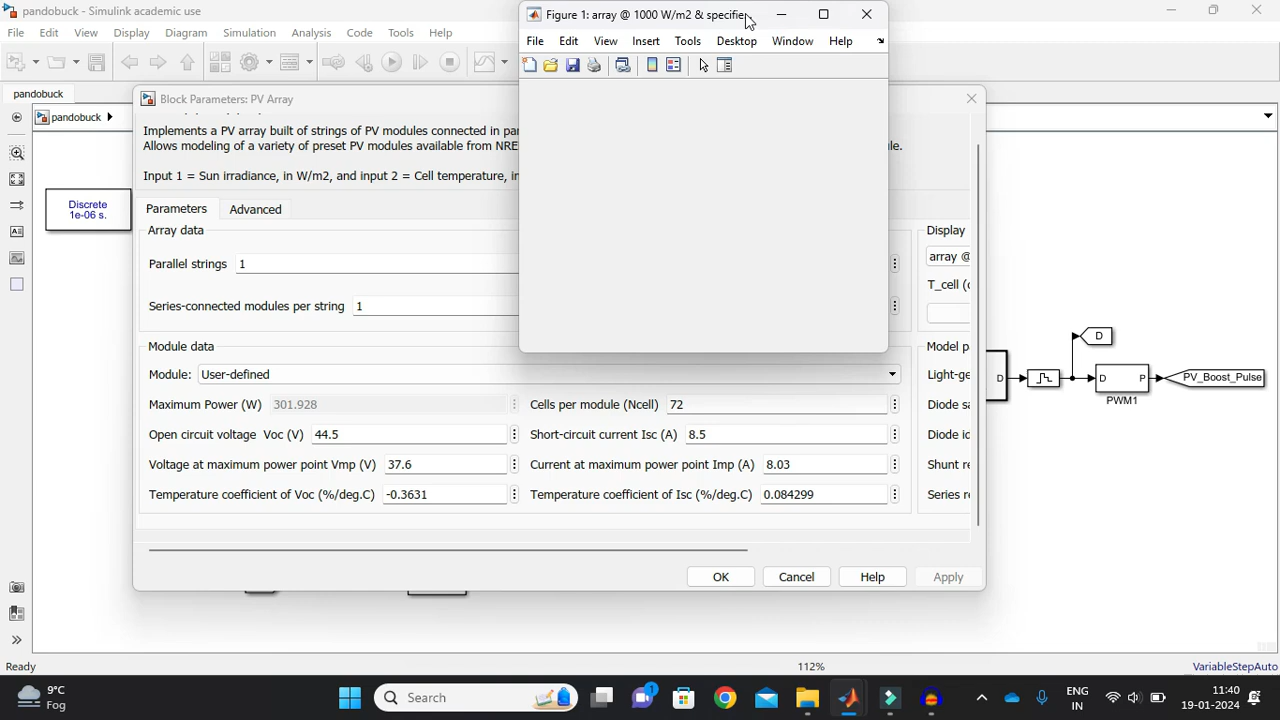 pandobuck - Simulink academic use
File Edit View Display Diagram Simulation Analysis Code Tools Help
pandobuck
pandobuck
Figure 1: array @ 1000 W/m2 & specifie
File Edit View Insert Tools Desktop Window Help
Block Parameters: PV Array
Implements a PV array built of strings of PV modules connected in par
Allows modeling of a variety of preset PV modules available from NRE
ule.
Input 1 = Sun irradiance, in W/m2, and input 2 = Cell temperature, in
Parameters Advanced
Array data
Parallel strings 1
Series-connected modules per string 1
Display
array @
T_cell (
Module data
Module: User-defined
Maximum Power (W) 301.928 Cells per module (Ncell) 72
Open circuit voltage Voc (V) 44.5 Short-circuit current Isc (A) 8.5
Voltage at maximum power point Vmp (V) 37.6 Current at maximum power point Imp (A) 8.03
Temperature coefficient of Voc (%/deg.C) -0.3631 Temperature coefficient of Isc (%/deg.C) 0.084299
Model p
Light-ge
Diode sa
Diode id
Shunt re
Series re
OK Cancel Help Apply
Discrete
1e-06 s.
D
D D P PV_Boost_Pulse
PWM1
Ready 112% VariableStepAuto
9°C
Fog
Search
1
ENG
IN
11:40
19-01-2024